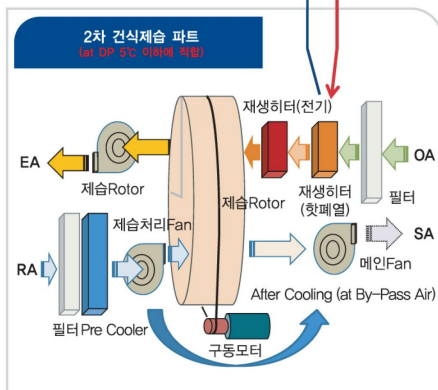 2차 건식제습 파트
(at DP 5℃ 이하에 적합)
재생히터(전기)
EA
OA
제습Rotor
제습Rotor
재생히터
(핫폐열)
필터
제습처리Fan
SA
RA
메인Fan
After Cooling (at By-Pass Air)
필터 Pre Cooler
구동모터